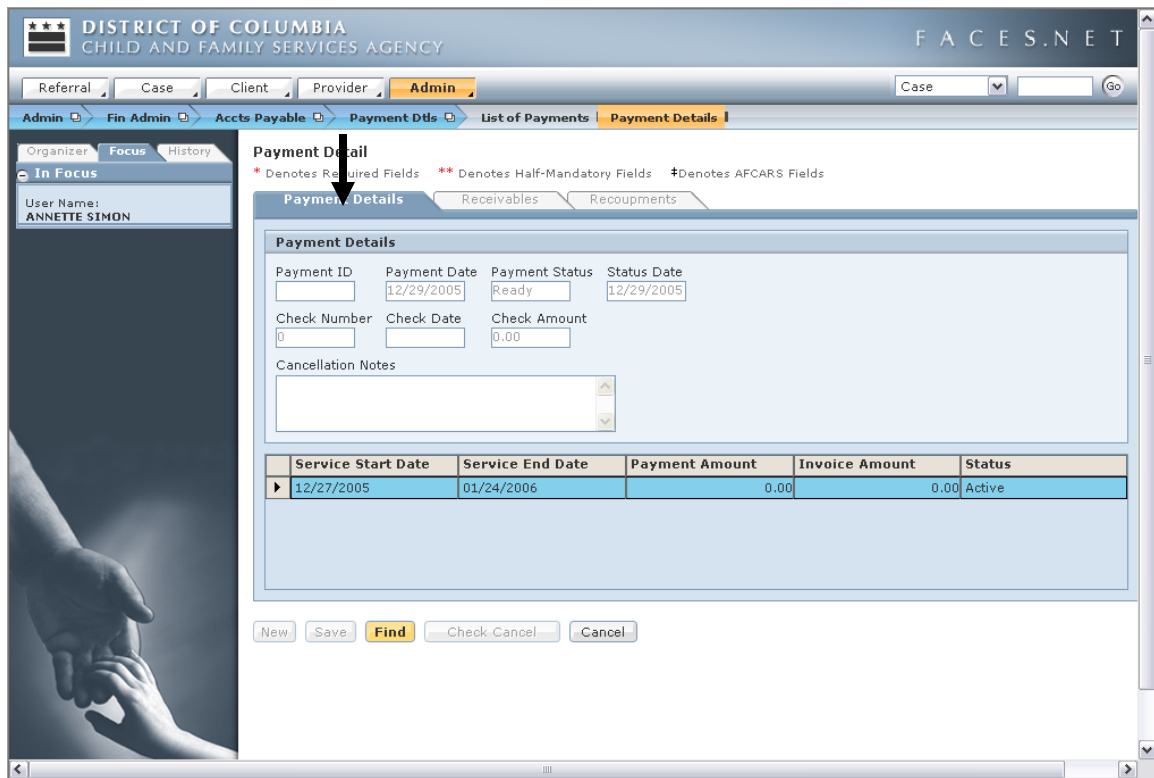 DISTRICT OF COLUMBIA
CHILD AND FAMILY SERVICES AGENCY
FACES.NET
Referral Case Client Provider Admin Case Go
Admin Fin Admin Accts Payable Payment Dtls List of Payments Payment Details
Organizer Focus History
In Focus
User Name:
ANNETTE SIMON
Payment Detail
* Denotes Required Fields ** Denotes Half-Mandatory Fields ‡Denotes AFCARS Fields
Payment Details Receivables Recoupments
Payment Details
Payment ID Payment Date Payment Status Status Date
12/29/2005 Ready 12/29/2005
Check Number Check Date Check Amount
0 0.00
Cancellation Notes
Service Start Date Service End Date Payment Amount Invoice Amount Status
12/27/2005 01/24/2006 0.00 0.00 Active
New Save Find Check Cancel Cancel